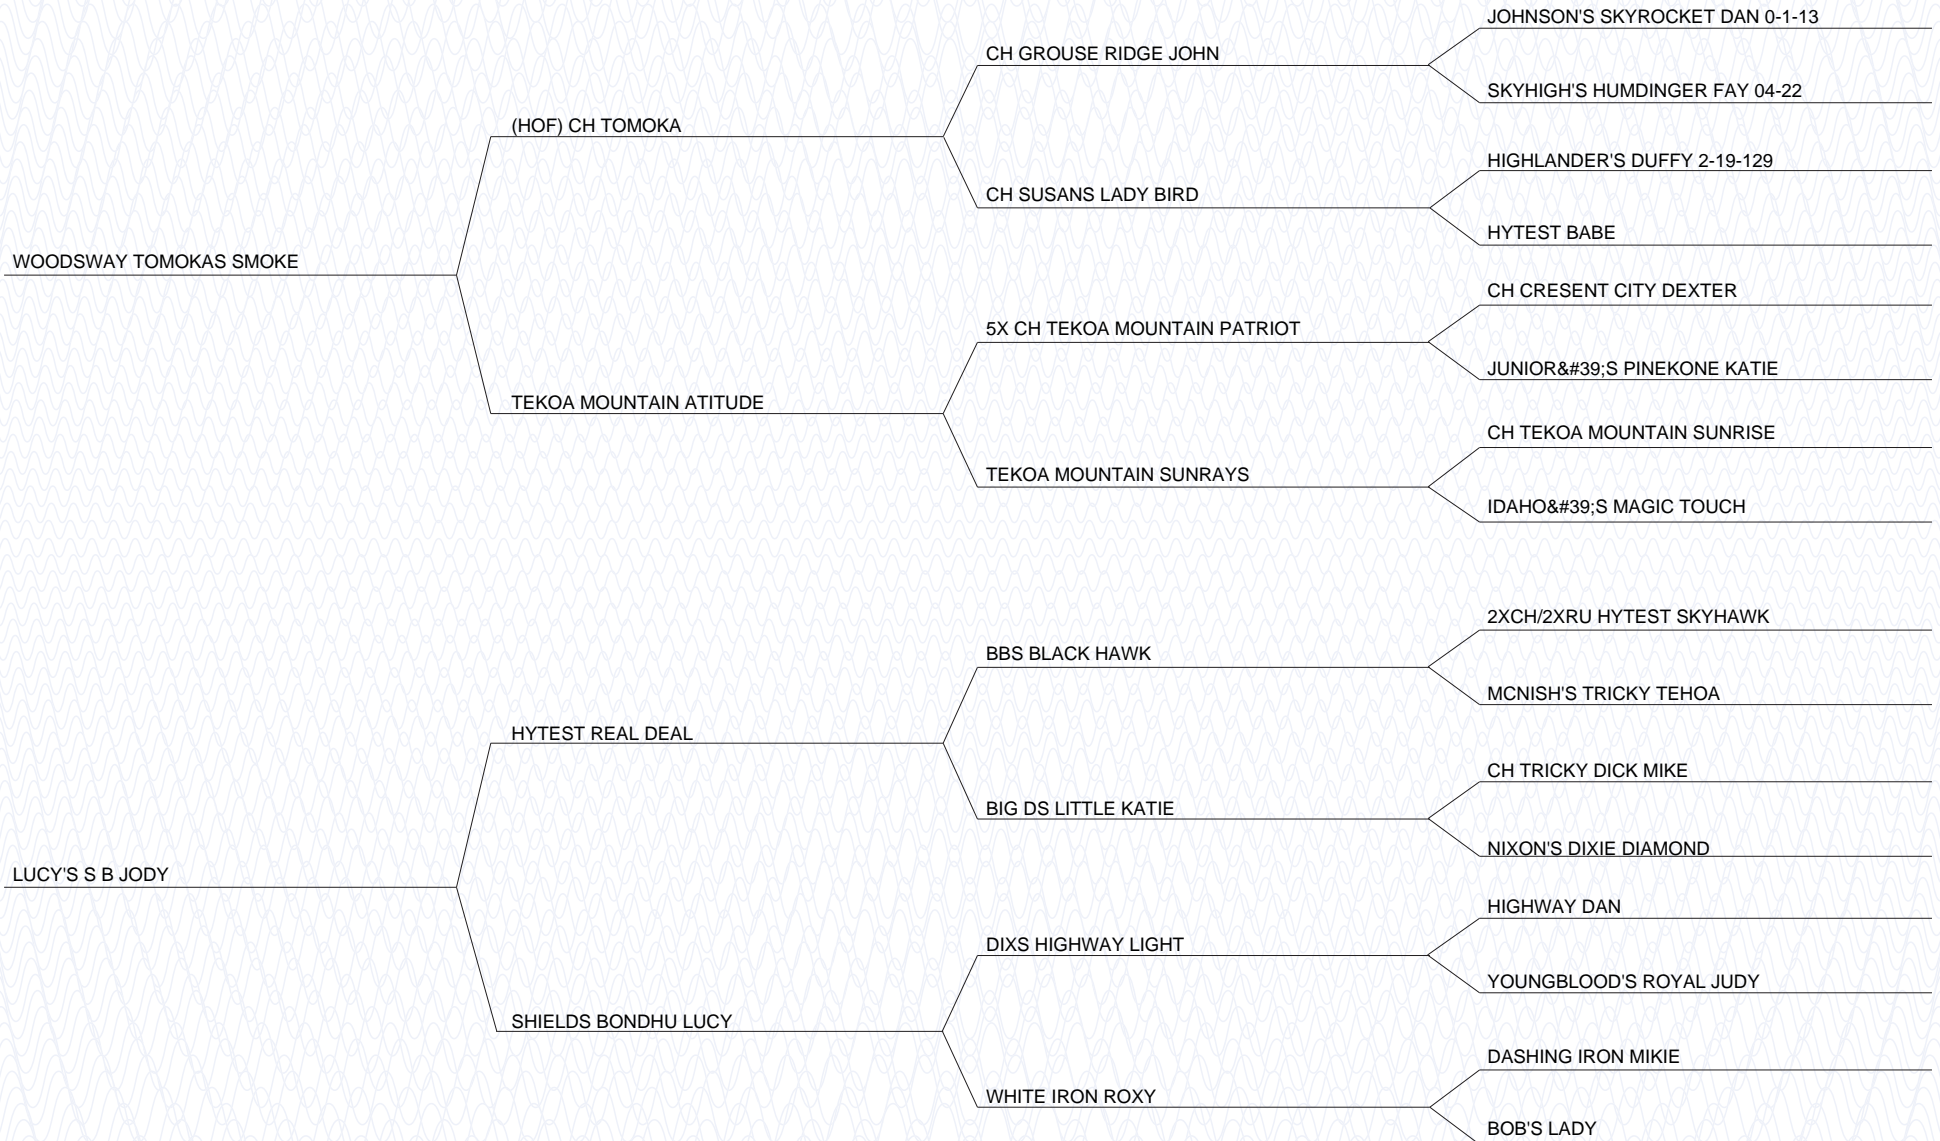 JOHNSON'S SKYROCKET DAN 0-1-13
CH GROUSE RIDGE JOHN
SKYHIGH'S HUMDINGER FAY 04-22
(HOF) CH TOMOKA
HIGHLANDER'S DUFFY 2-19-129
CH SUSANS LADY BIRD
HYTEST BABE
WOODSWAY TOMOKAS SMOKE
CH CRESENT CITY DEXTER
5X CH TEKOA MOUNTAIN PATRIOT
JUNIOR&#39;S PINEKONE KATIE
TEKOA MOUNTAIN ATITUDE
CH TEKOA MOUNTAIN SUNRISE
TEKOA MOUNTAIN SUNRAYS
IDAHO&#39;S MAGIC TOUCH
2XCH/2XRU HYTEST SKYHAWK
BBS BLACK HAWK
MCNISH'S TRICKY TEHOA
HYTEST REAL DEAL
CH TRICKY DICK MIKE
BIG DS LITTLE KATIE
NIXON'S DIXIE DIAMOND
LUCY'S S B JODY
HIGHWAY DAN
DIXS HIGHWAY LIGHT
YOUNGBLOOD'S ROYAL JUDY
SHIELDS BONDHU LUCY
DASHING IRON MIKIE
WHITE IRON ROXY
BOB'S LADY